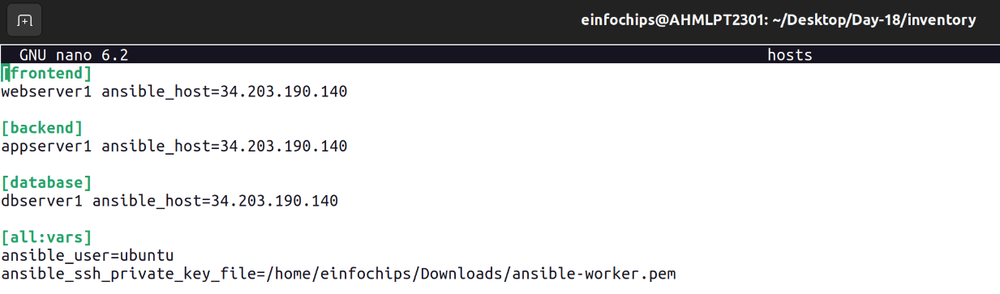 einfochips@AHMLPT2301: ~/Desktop/Day-18/inventory
GNU nano 6.2 hosts
[frontend]
webserver1 ansible_host=34.203.190.140
[backend]
appserver1 ansible_host=34.203.190.140
[database]
dbserver1 ansible_host=34.203.190.140
[all:vars]
ansible_user=ubuntu
ansible_ssh_private_key_file=/home/einfochips/Downloads/ansible-worker.pem